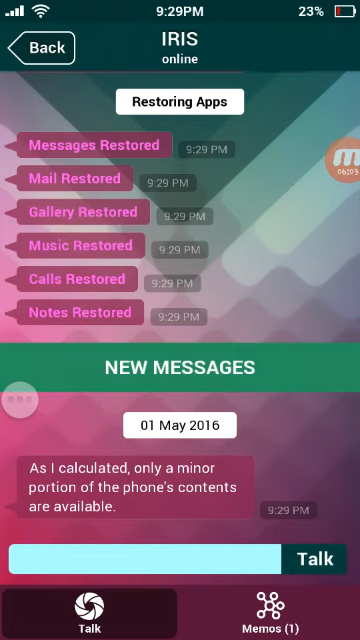 9:29PM
23%
Back
IRIS
online
Restoring Apps
Messages Restored
9:29 PM
Mail Restored
9:29 PM
Gallery Restored
9:29 PM
06:03
Music Restored
9:29 PM
Calls Restored
9:29 PM
Notes Restored
9:29 PM
NEW MESSAGES
01 May 2016
As I calculated, only a minor
portion of the phone's contents
are available.
9:29 PM
Talk
Talk
Memos (1)